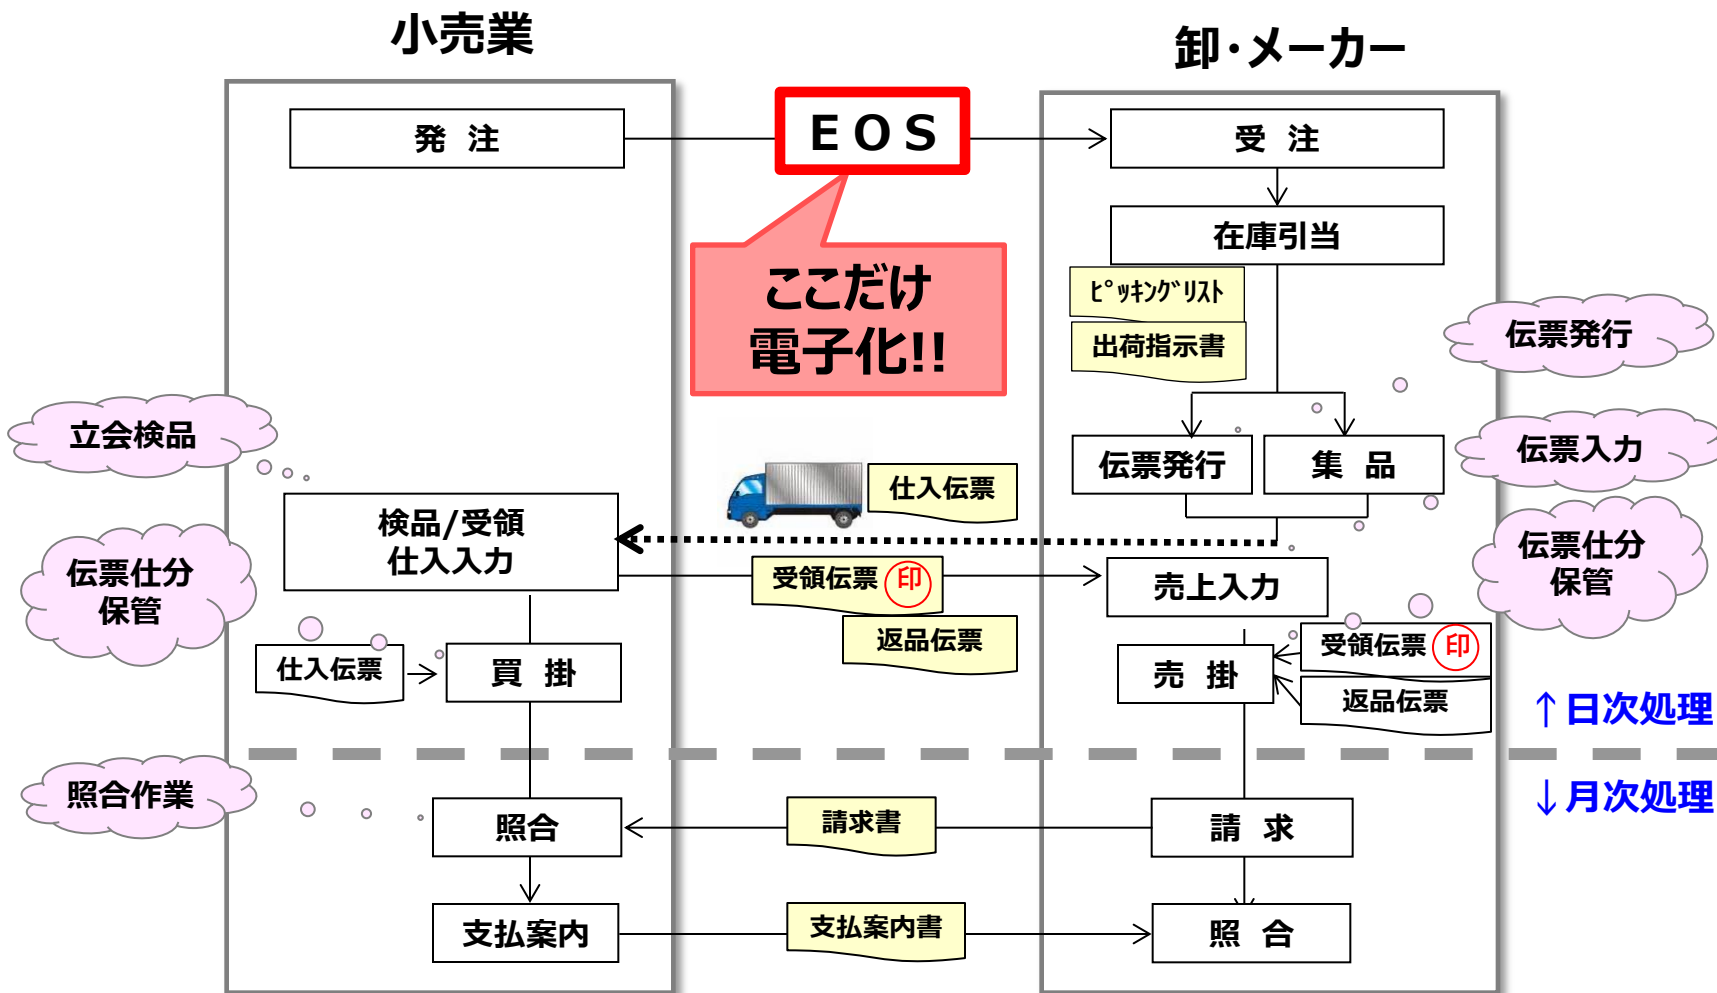 小売業
卸・メーカー
発 注
EOS
受 注
在庫引当
ここだけ
電子化!!
ピッキングリスト
出荷指示書
伝票発行
立会検品
伝票入力
伝票発行
集 品
仕入伝票
検品/受領
仕入入力
伝票仕分
保管
伝票仕分
保管
受領伝票 印
売上入力
返品伝票
仕入伝票
買 掛
売 掛
受領伝票 印
返品伝票
↑日次処理
↓月次処理
照合作業
照合
請求書
請 求
支払案内
支払案内書
照 合